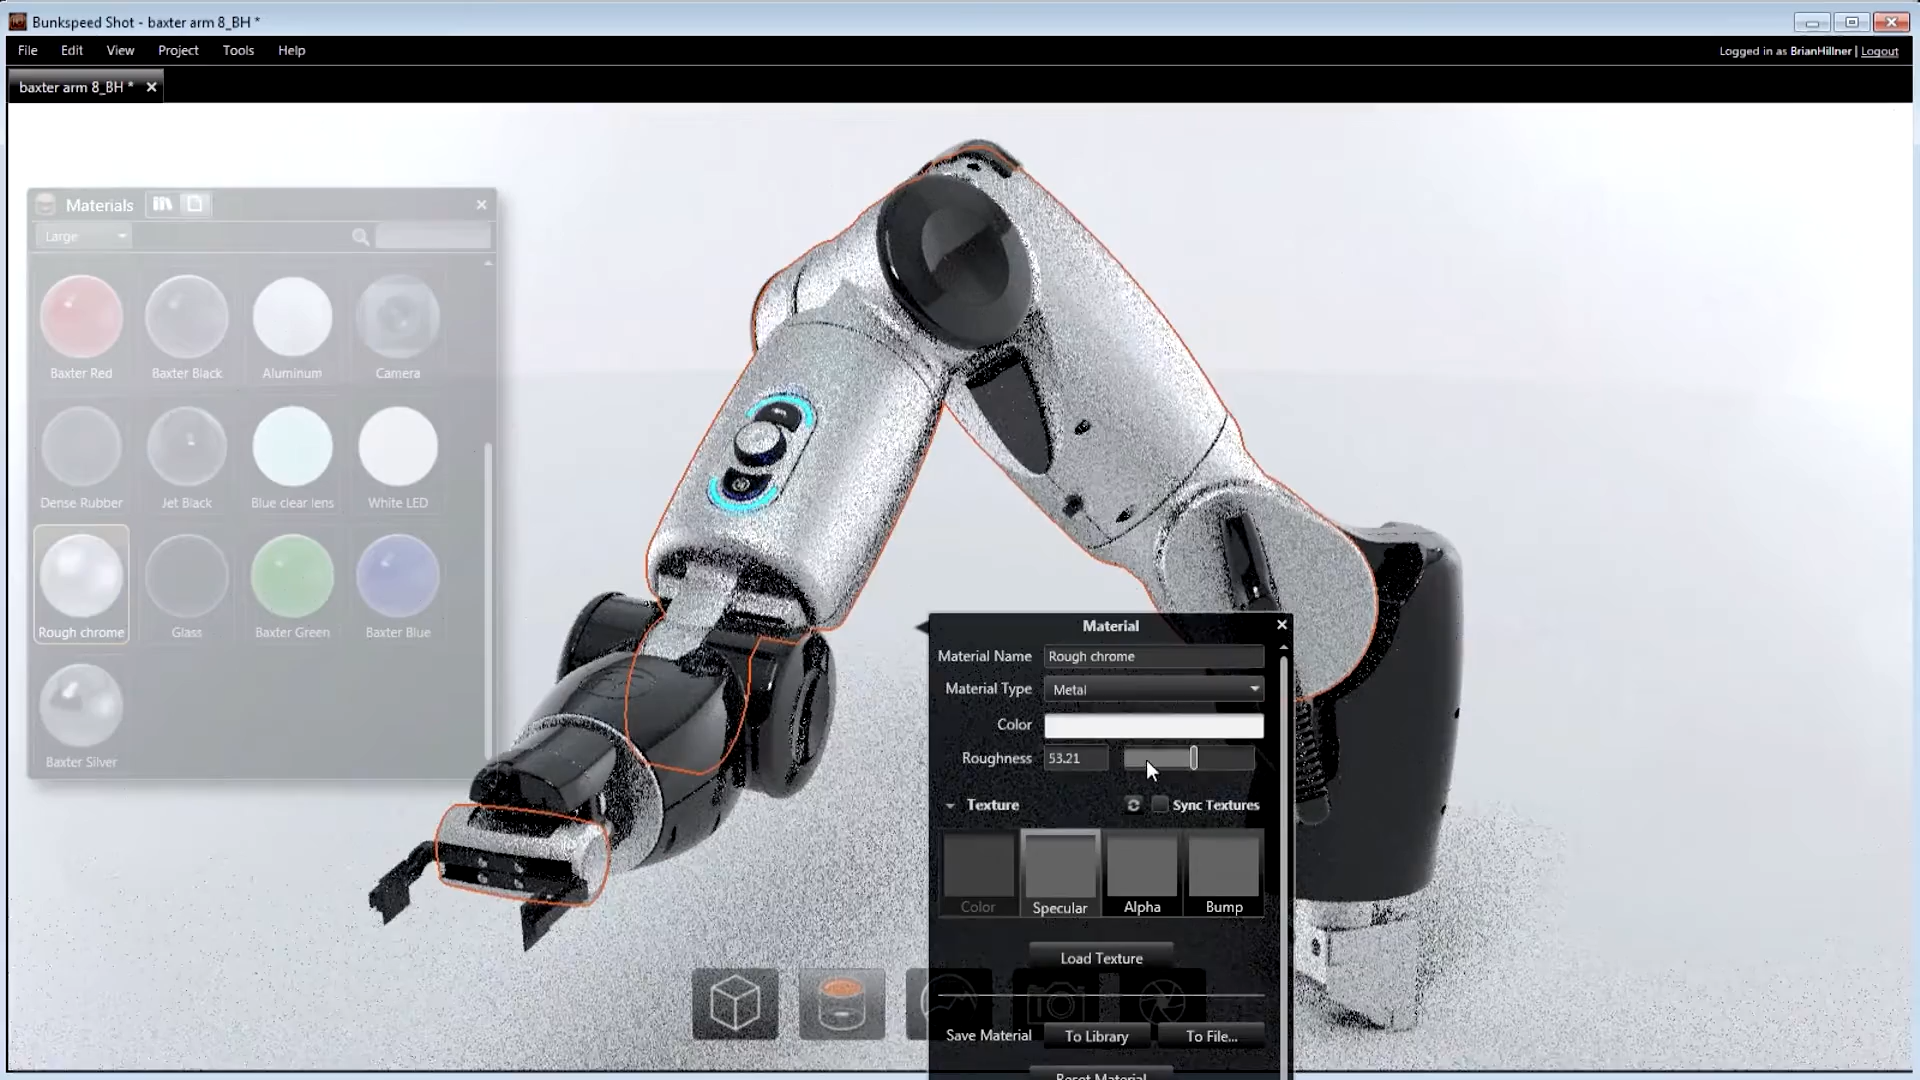 Bunkspeed Shot - baxter arm 8_BH *
File Edit View Project Tools Help
Logged in as BrianHillner | Logout
baxter arm 8_BH *
Materials
Large
Baxter Red Baxter Black Aluminum Camera
Dense Rubber Jet Black Blue clear lens White LED
Rough chrome Glass Baxter Green Baxter Blue
Baxter Silver
Material
Material Name Rough chrome
Material Type Metal
Color
Roughness 53.21
Texture Sync Textures
Color Specular Alpha Bump
Load Texture
Save Material To Library To File...
Reset Material